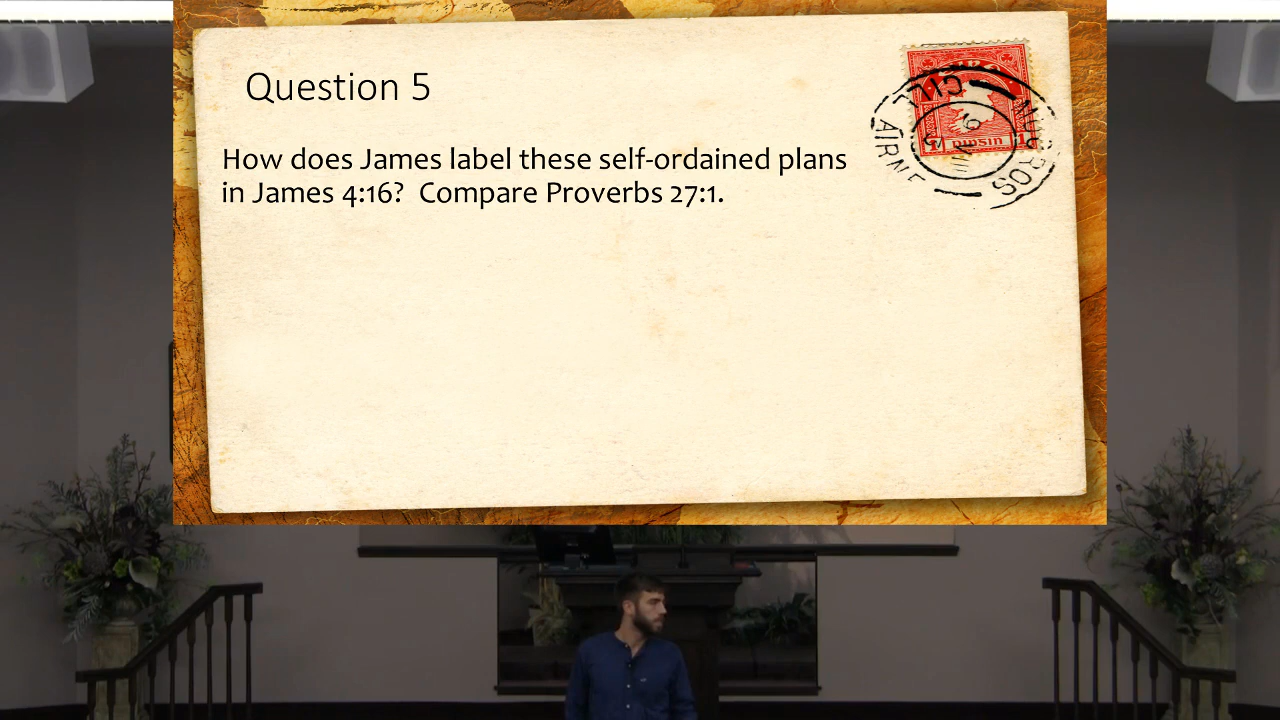 Question 5
How does James label these self-ordained plans
in James 4:16?  Compare Proverbs 27:1.